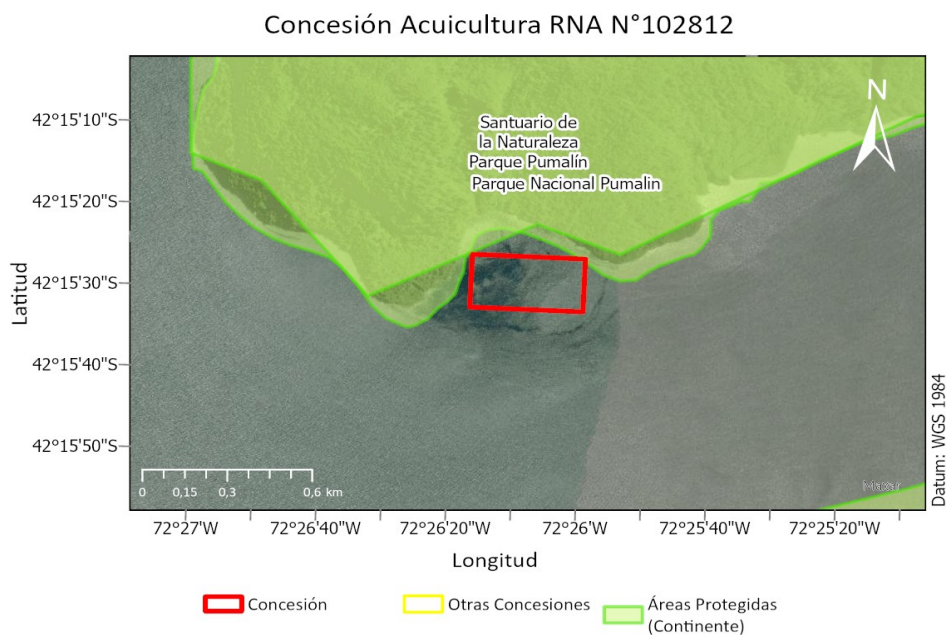 Concesión Acuicultura RNA N°102812
N
Santuario de
la Naturaleza
Parque Pumalín
Parque Nacional Pumalin
42°15'10"S
42°15'20"S
42°15'30"S
42°15'40"S
42°15'50"S
Latitud
0 0,15 0,3 0,6 km
Maxar
Datum: WGS 1984
72°27'W 72°26'40"W 72°26'20"W 72°26'W 72°25'40"W 72°25'20"W
Longitud
Concesión
Otras Concesiones
Áreas Protegidas
(Continente)